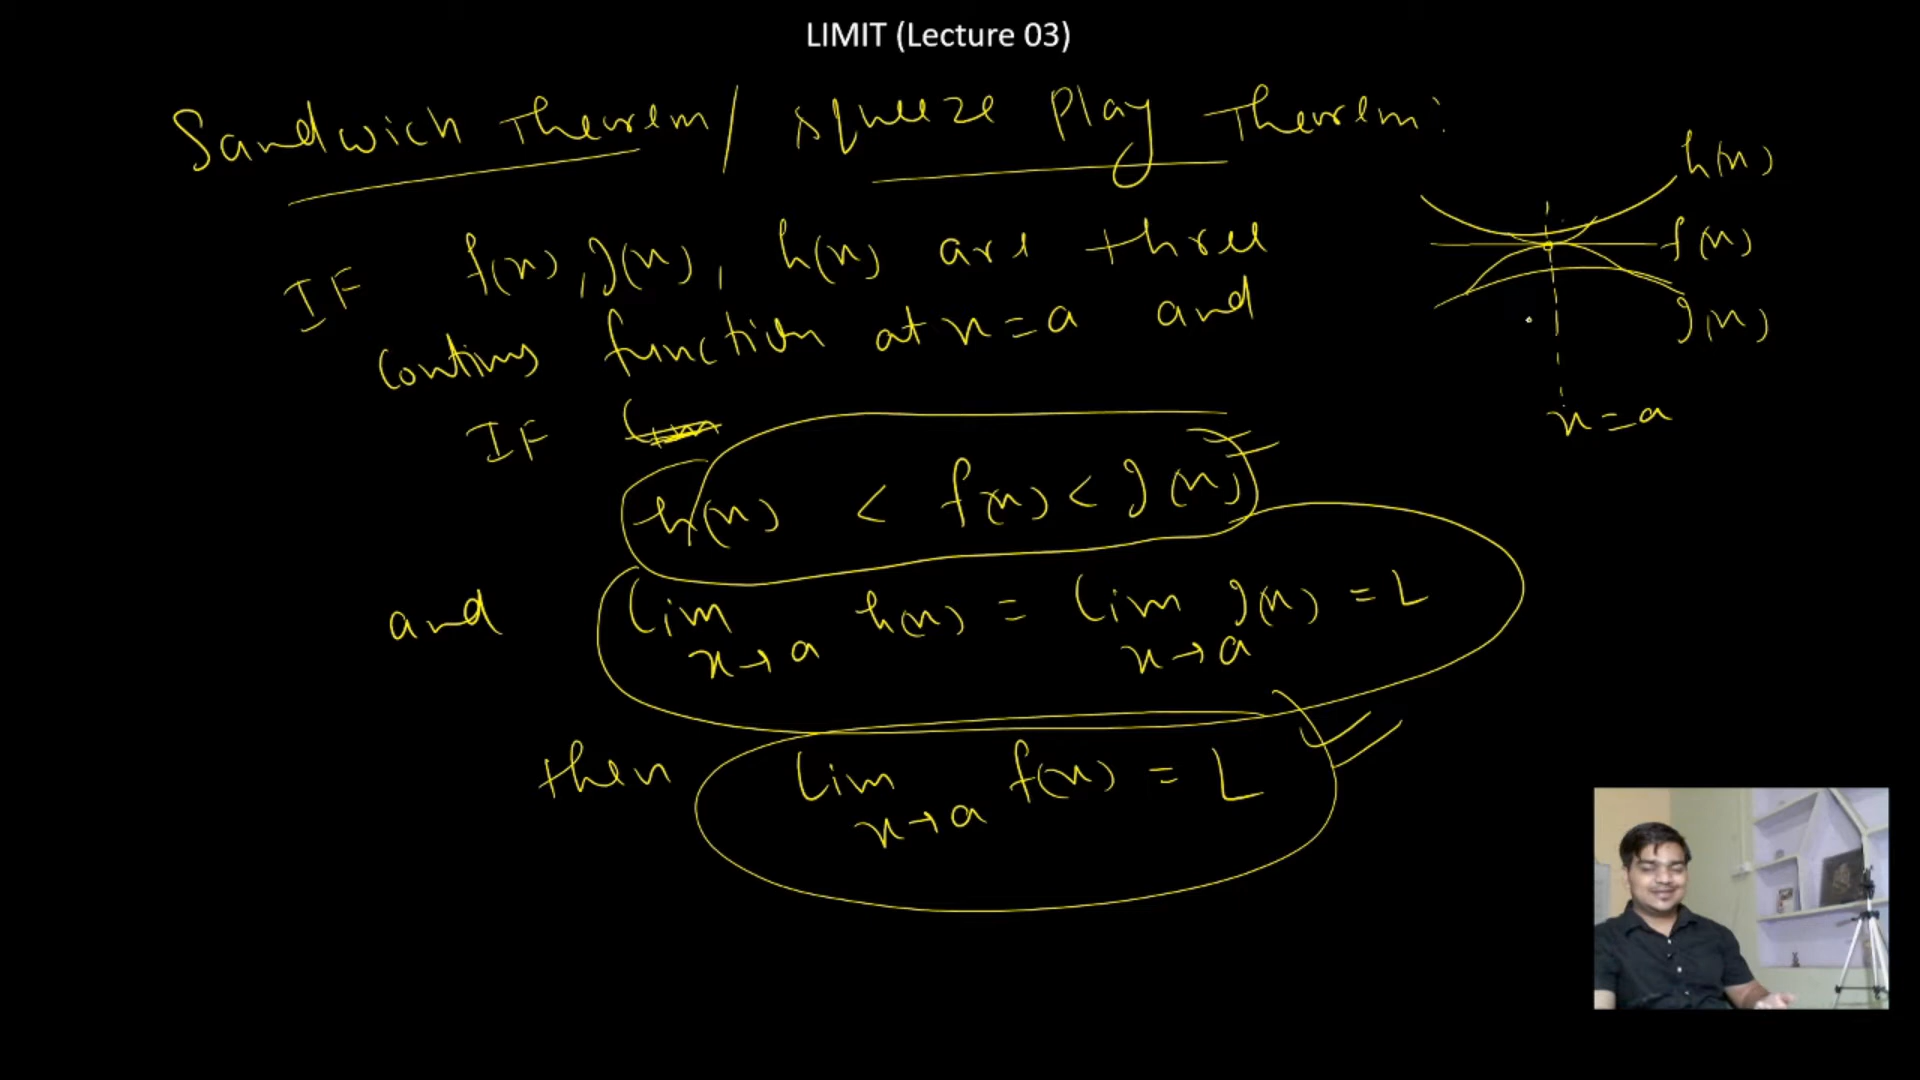 LIMIT (Lecture 03)
Sandwich Theorem / squeeze Play Theorem:
IF f(x), g(x), h(x) are three
continus function at x = a and
IF
h(x) < f(x) < g(x)
and lim h(x) = lim g(x) = L
x→a x→a
then lim f(x) = L
x→a
h(x)
f(x)
g(x)
x = a